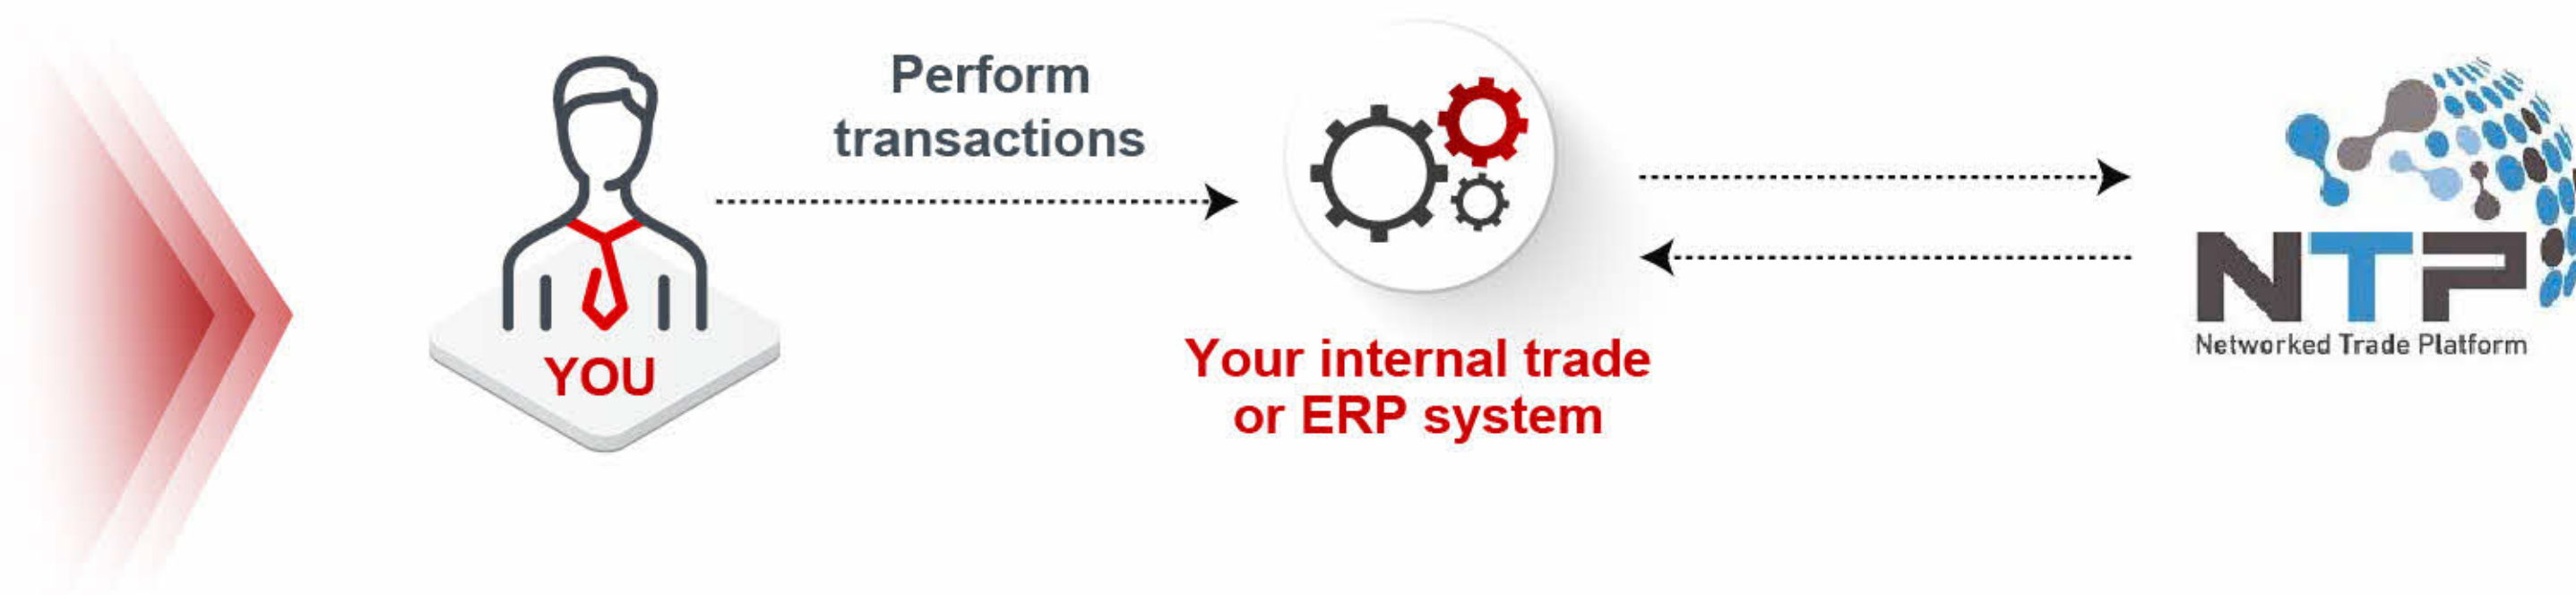 Perform
transactions
YOU
Your internal trade
or ERP system
NTP
Networked Trade Platform